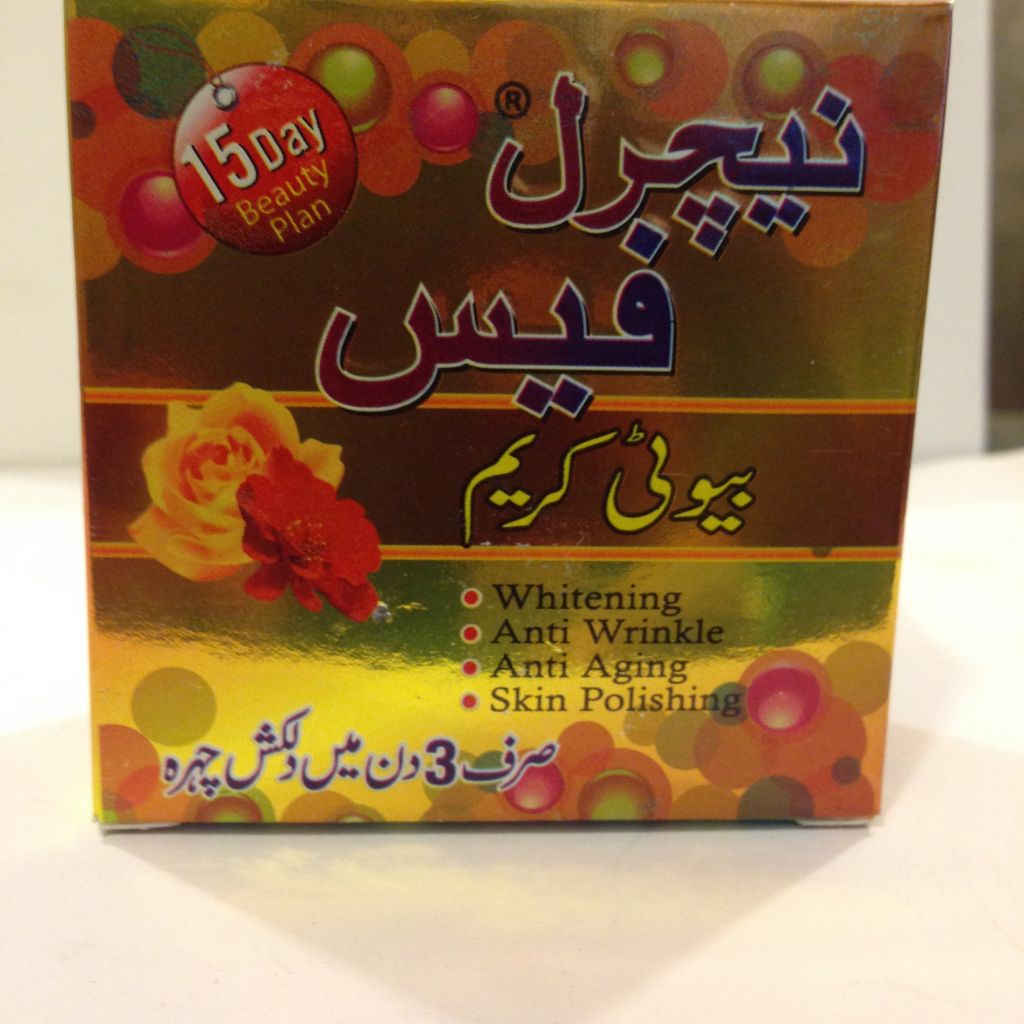 15 Day
Beauty
Plan
®
نیچرل
فیس
بیوٹی کریم
Whitening
Anti Wrinkle
Anti Aging
Skin Polishing
صرف 3 دن میں دلکش چہرہ